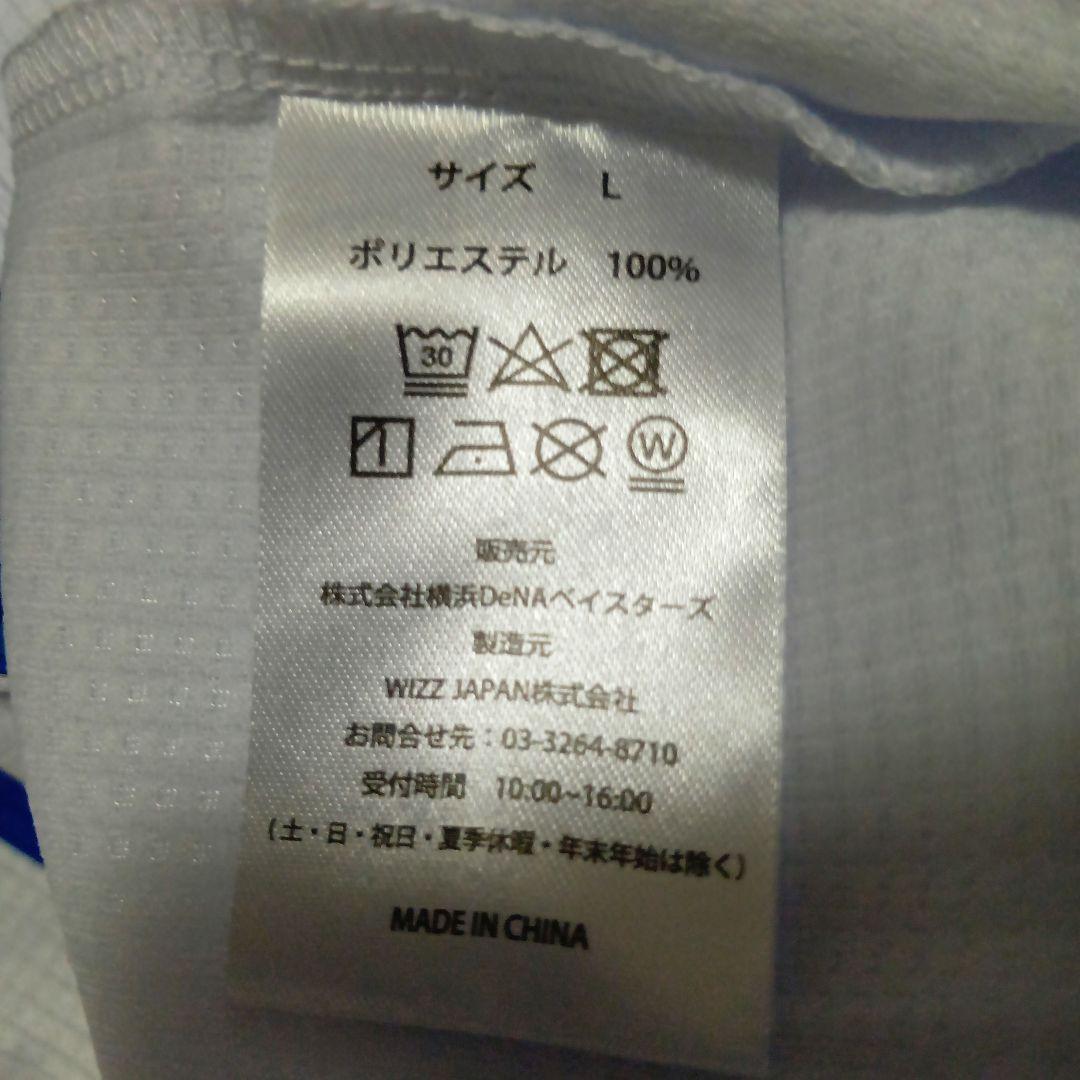 サイズ L
ポリエステル 100%
30
W
販売元
株式会社横浜DeNAベイスターズ
製造元
WIZZ JAPAN株式会社
お問合せ先：03-3264-8710
受付時間 10:00~16:00
(土・日・祝日・夏季休暇・年末年始は除く)
MADE IN CHINA